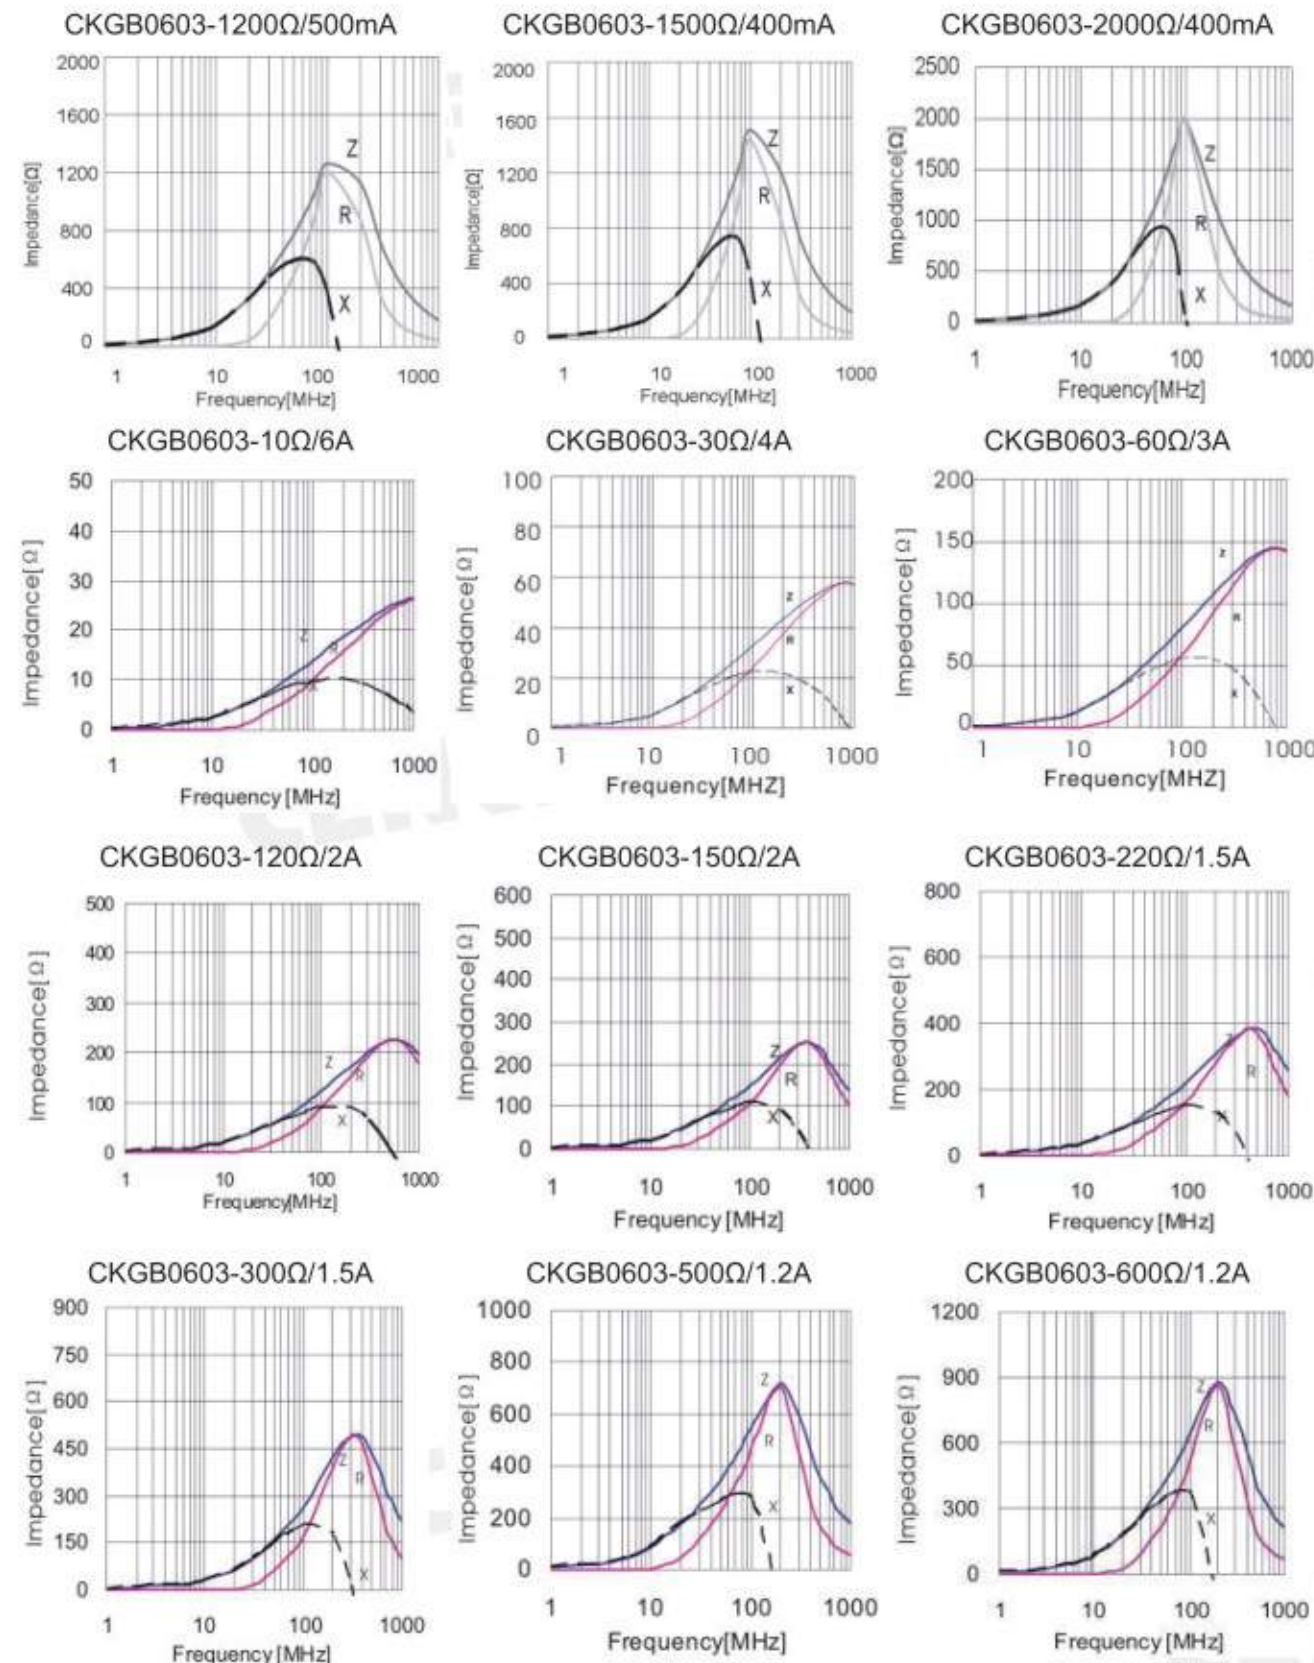 CKGB0603-1200Ω/500mA
2000
1600
1200
800
400
0
Impedance[Ω]
Z
R
X
1 10 100 1000
Frequency[MHz]
CKGB0603-1500Ω/400mA
2000
1600
1200
800
400
0
Impedance[Ω]
Z
R
X
1 10 100 1000
Frequency[MHz]
CKGB0603-2000Ω/400mA
2500
2000
1500
1000
500
0
Impedance[Ω]
Z
R
X
1 10 100 1000
Frequency[MHz]
CKGB0603-10Ω/6A
50
40
30
20
10
0
Impedance[Ω]
Z
R
X
1 10 100 1000
Frequency[MHz]
CKGB0603-30Ω/4A
100
80
60
40
20
0
Impedance[Ω]
Z
R
X
1 10 100 1000
Frequency[MHZ]
CKGB0603-60Ω/3A
200
150
100
50
0
Impedance[Ω]
Z
R
X
1 10 100 1000
Frequency[MHZ]
CKGB0603-120Ω/2A
500
400
300
200
100
0
Impedance[Ω]
Z
R
X
1 10 100 1000
Frequency[MHz]
CKGB0603-150Ω/2A
600
500
400
300
200
100
0
Impedance[Ω]
Z
R
X
1 10 100 1000
Frequency[MHz]
CKGB0603-220Ω/1.5A
800
600
400
200
0
Impedance[Ω]
Z
R
X
1 10 100 1000
Frequency[MHz]
CKGB0603-300Ω/1.5A
900
750
600
450
300
150
0
Impedance[Ω]
Z
R
X
1 10 100 1000
Frequency[MHz]
CKGB0603-500Ω/1.2A
1000
800
600
400
200
0
Impedance[Ω]
Z
R
X
1 10 100 1000
Frequency[MHz]
CKGB0603-600Ω/1.2A
1200
900
600
300
0
Impedance[Ω]
Z
R
X
1 10 100 1000
Frequency[MHz]